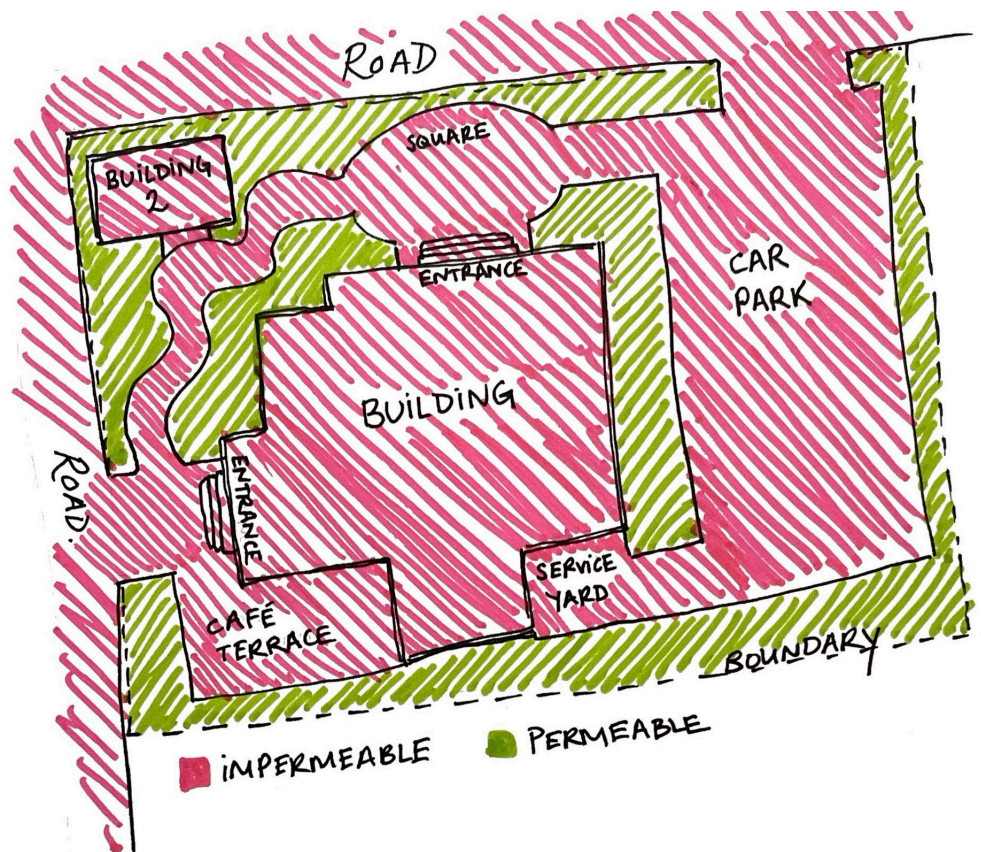 ROAD
SQUARE
BUILDING
2
ENTRANCE
CAR
PARK
BUILDING
ROAD.
ENTRANCE
SERVICE
YARD
CAFÉ
TERRACE
BOUNDARY
IMPERMEABLE
PERMEABLE